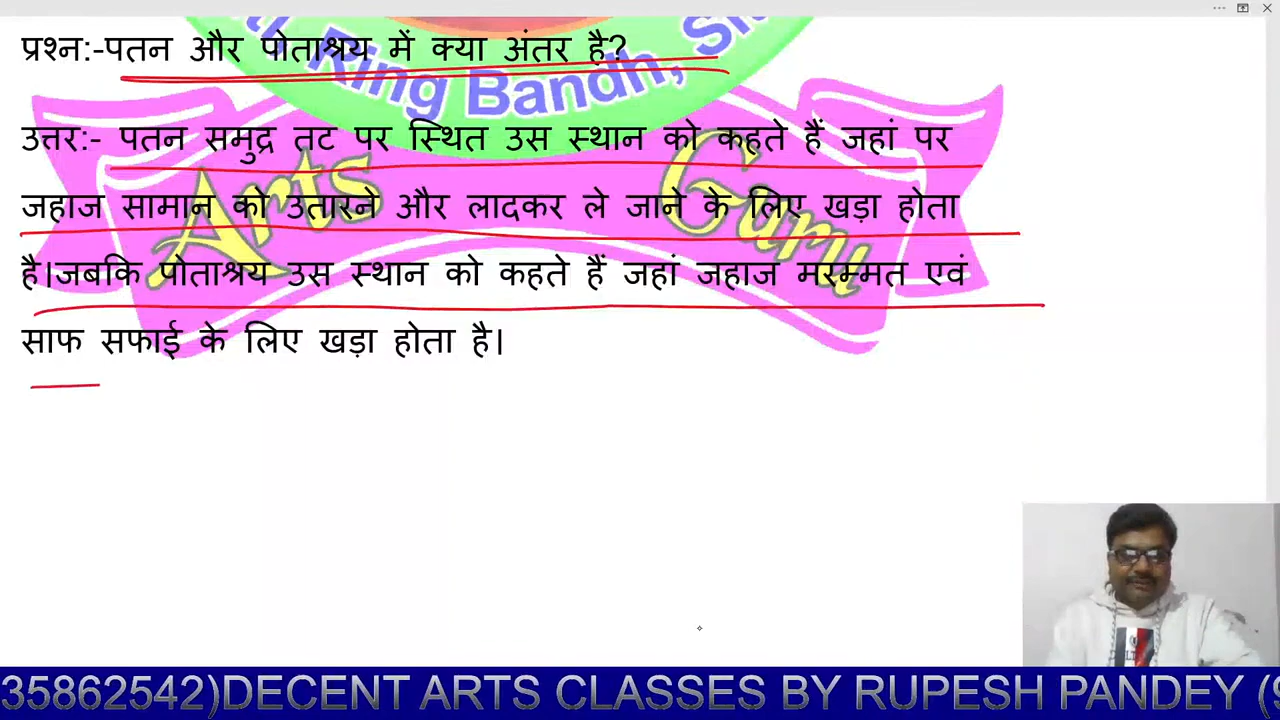 प्रश्न:-पतन और पोताश्रय में क्या अंतर है?
Ring Bandh,
उत्तर:- पतन समुद्र तट पर स्थित उस स्थान को कहते हैं जहां पर
जहाज सामान को उतारने और लादकर ले जाने के लिए खड़ा होता
है।जबकि पोताश्रय उस स्थान को कहते हैं जहां जहाज मरम्मत एवं
साफ सफाई के लिए खड़ा होता है।
Arts Guru
35862542)DECENT ARTS CLASSES BY RUPESH PANDEY (9